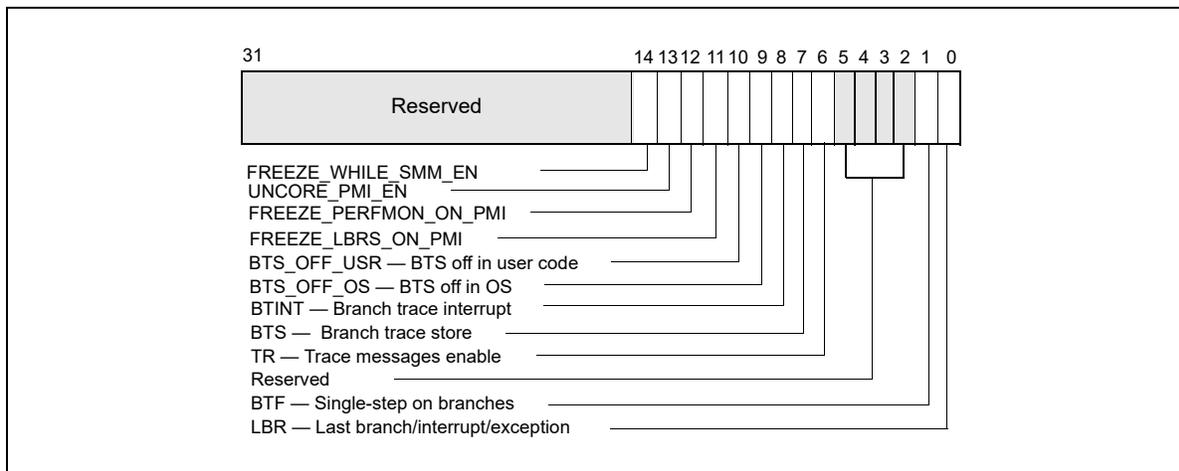 31
14 13 12 11 10 9 8 7 6 5 4 3 2 1 0
Reserved
FREEZE_WHILE_SMM_EN
UNCORE_PMI_EN
FREEZE_PERFMON_ON_PMI
FREEZE_LBRS_ON_PMI
BTS_OFF_USR — BTS off in user code
BTS_OFF_OS — BTS off in OS
BTINT — Branch trace interrupt
BTS — Branch trace store
TR — Trace messages enable
Reserved
BTF — Single-step on branches
LBR — Last branch/interrupt/exception